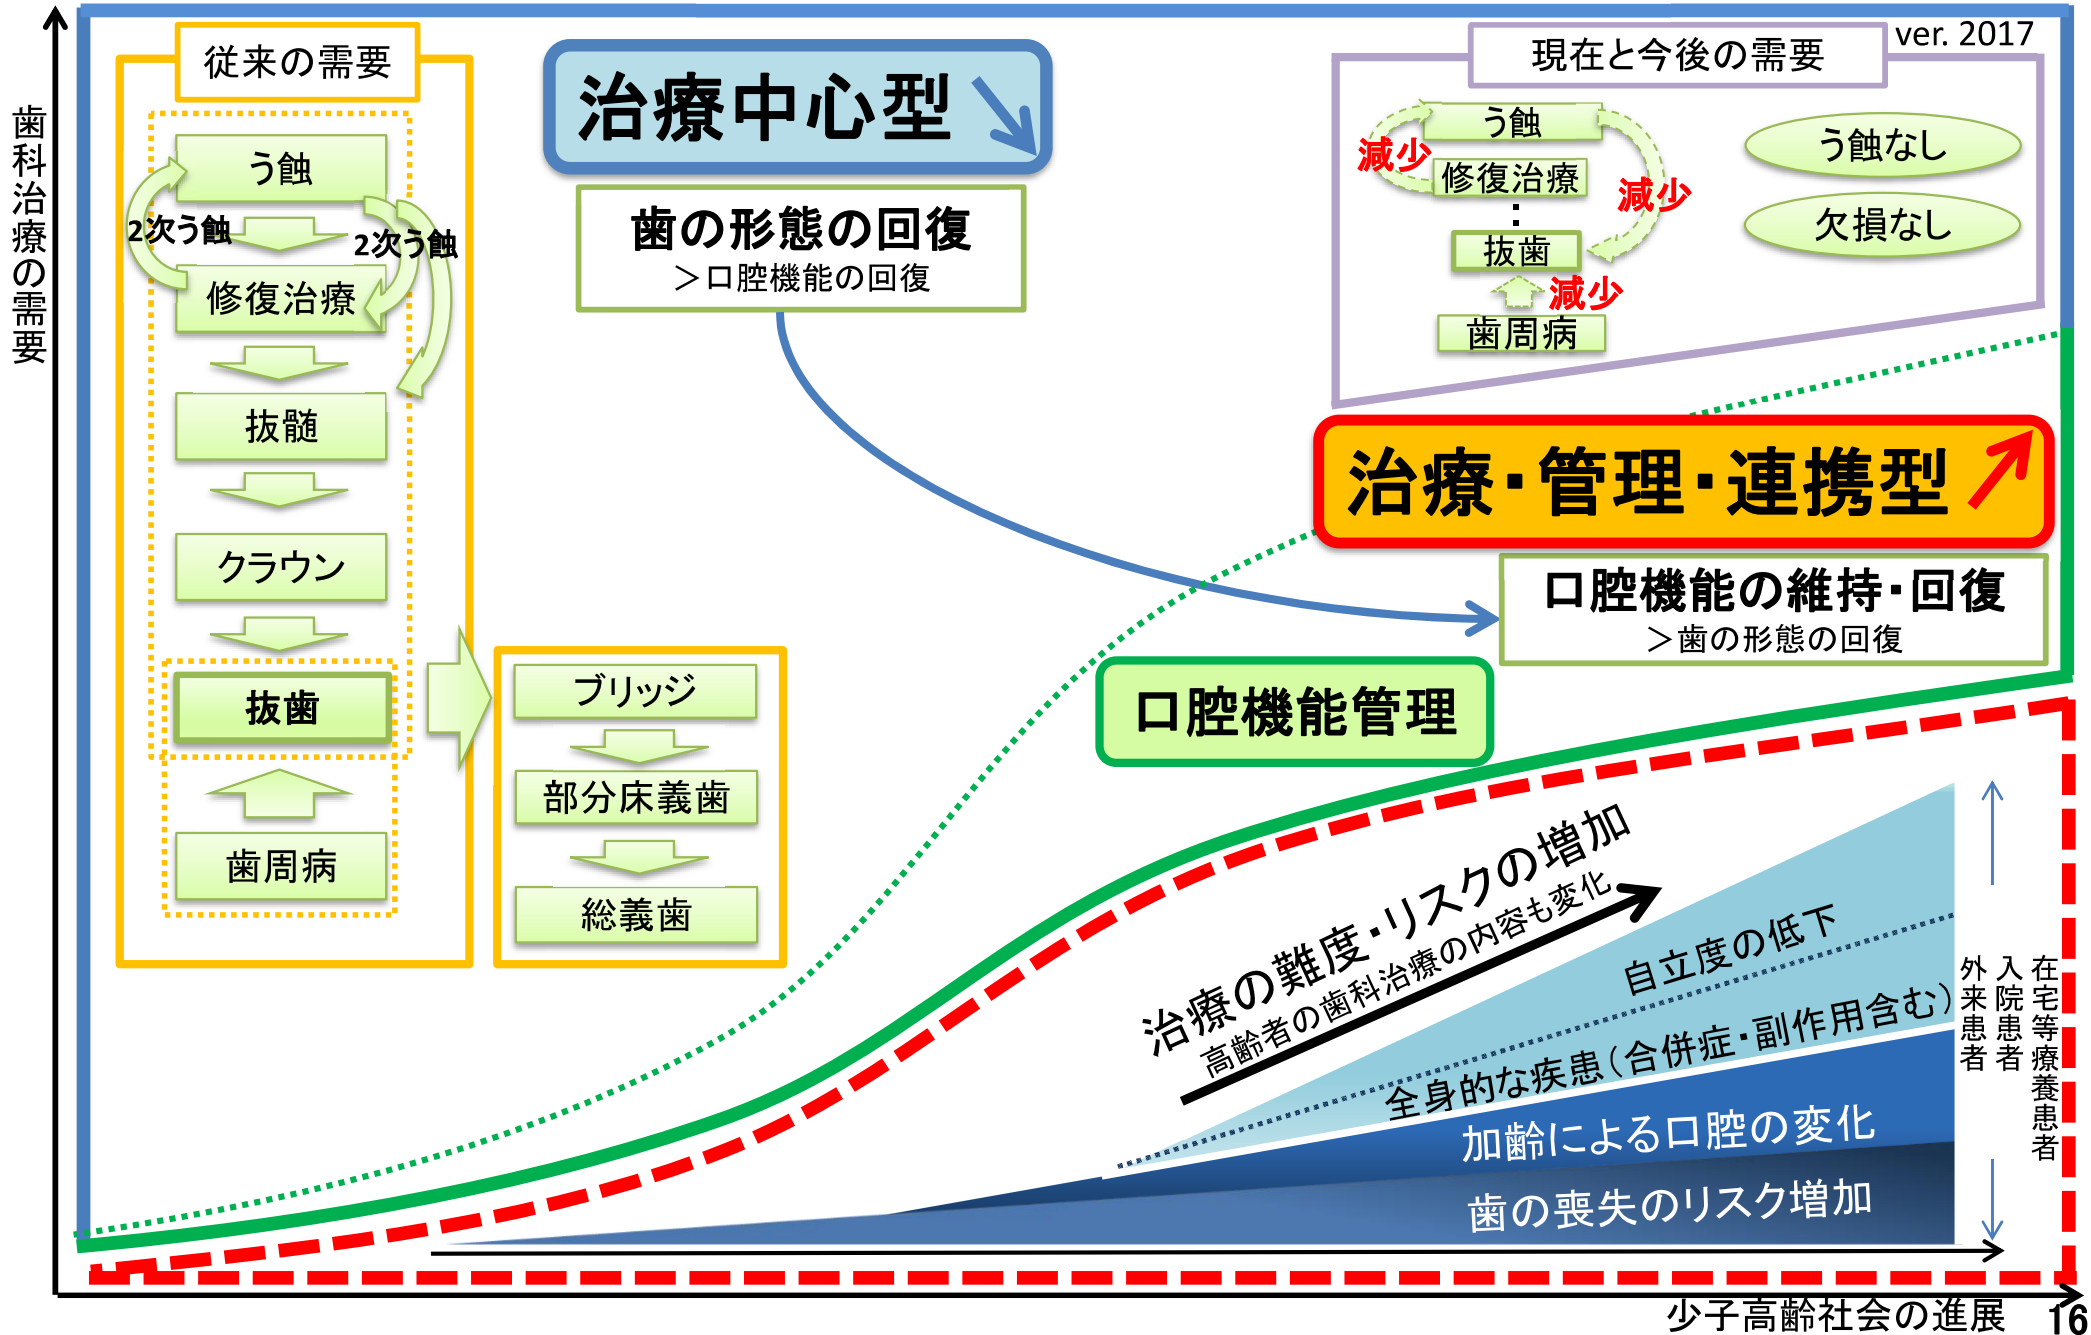 歯科治療の需要
従来の需要
う蝕
2次う蝕
2次う蝕
修復治療
抜髄
クラウン
抜歯
歯周病
ブリッジ
部分床義歯
総義歯
治療中心型
歯の形態の回復
＞口腔機能の回復
ver. 2017
現在と今後の需要
う蝕
減少
修復治療
減少
抜歯
減少
歯周病
う蝕なし
欠損なし
治療・管理・連携型
口腔機能の維持・回復
＞歯の形態の回復
口腔機能管理
治療の難度・リスクの増加
高齢者の歯科治療の内容も変化
自立度の低下
全身的な疾患（合併症・副作用含む）
加齢による口腔の変化
歯の喪失のリスク増加
在宅等療養患者
入院患者
外来患者
少子高齢社会の進展
16